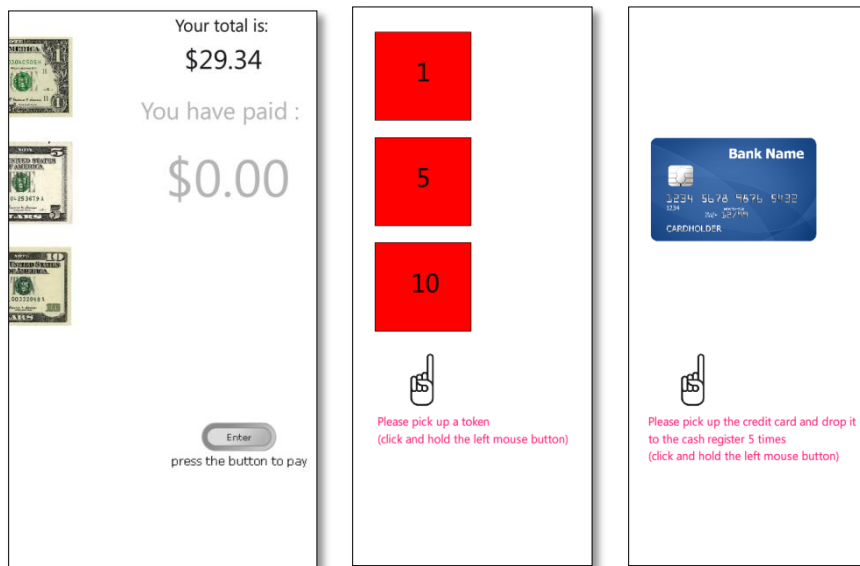 Your total is:
$29.34
You have paid :
$0.00
Enter
press the button to pay
1
5
10
Please pick up a token
(click and hold the left mouse button)
Bank Name
1234 5678 9876 5432
1234
12/99
CARDHOLDER
Please pick up the credit card and drop it
to the cash register 5 times
(click and hold the left mouse button)